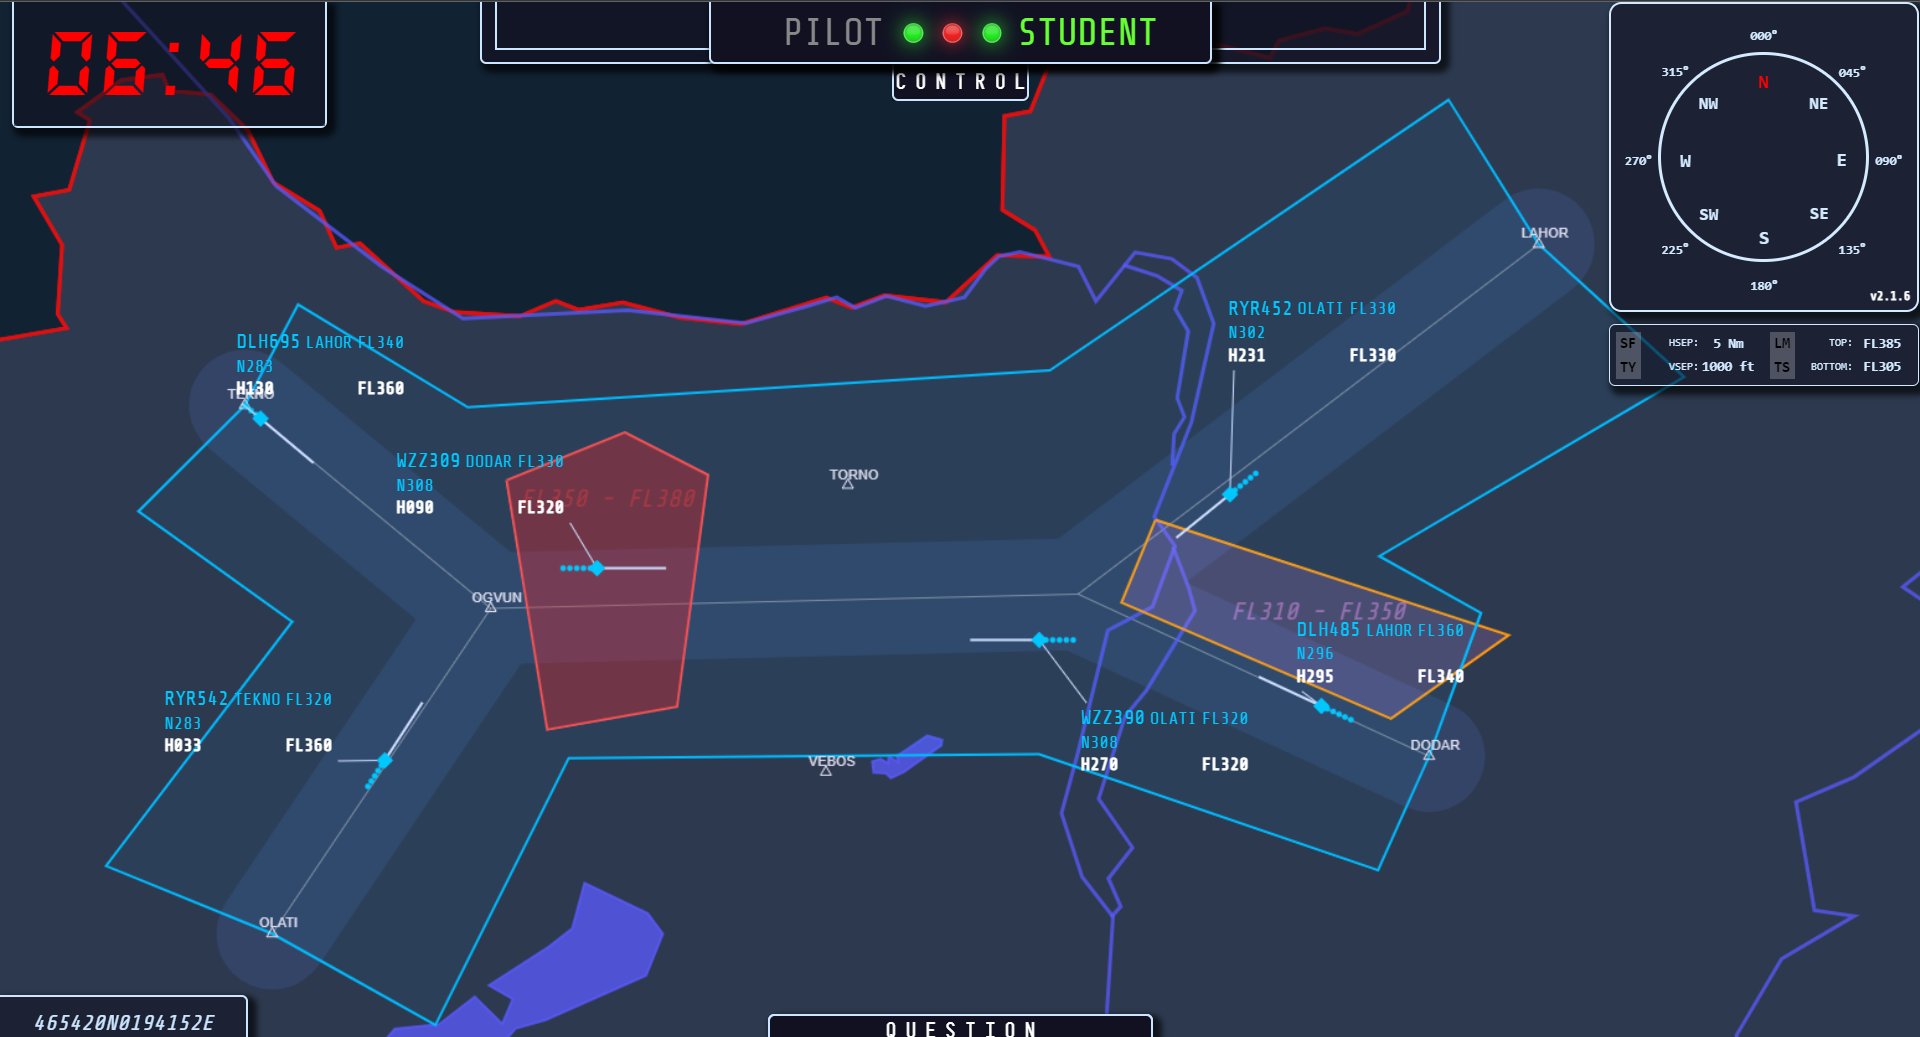 06:46
PILOT STUDENT
CONTROL
000°
045°
090°
135°
180°
225°
270°
315°
N
NE
E
SE
S
SW
W
NW
v2.1.6
SF HSEP: 5 Nm LM TOP: FL385
TY VSEP: 1000 ft TS BOTTOM: FL305
LAHOR
RYR452 OLATI FL330
N302
H231 FL330
DLH695 LAHOR FL340
N283
H130 FL360
TEKNO
WZZ309 DODAR FL330
N308
H090 FL320
FL350 - FL380
TORNO
OGVUN
FL310 - FL350
DLH485 LAHOR FL360
N296
H295 FL340
RYR542 TEKNO FL320
N283
H033 FL360
WZZ390 OLATI FL320
N308
H270 FL320
DODAR
VEBOS
OLATI
465420N0194152E
QUESTION